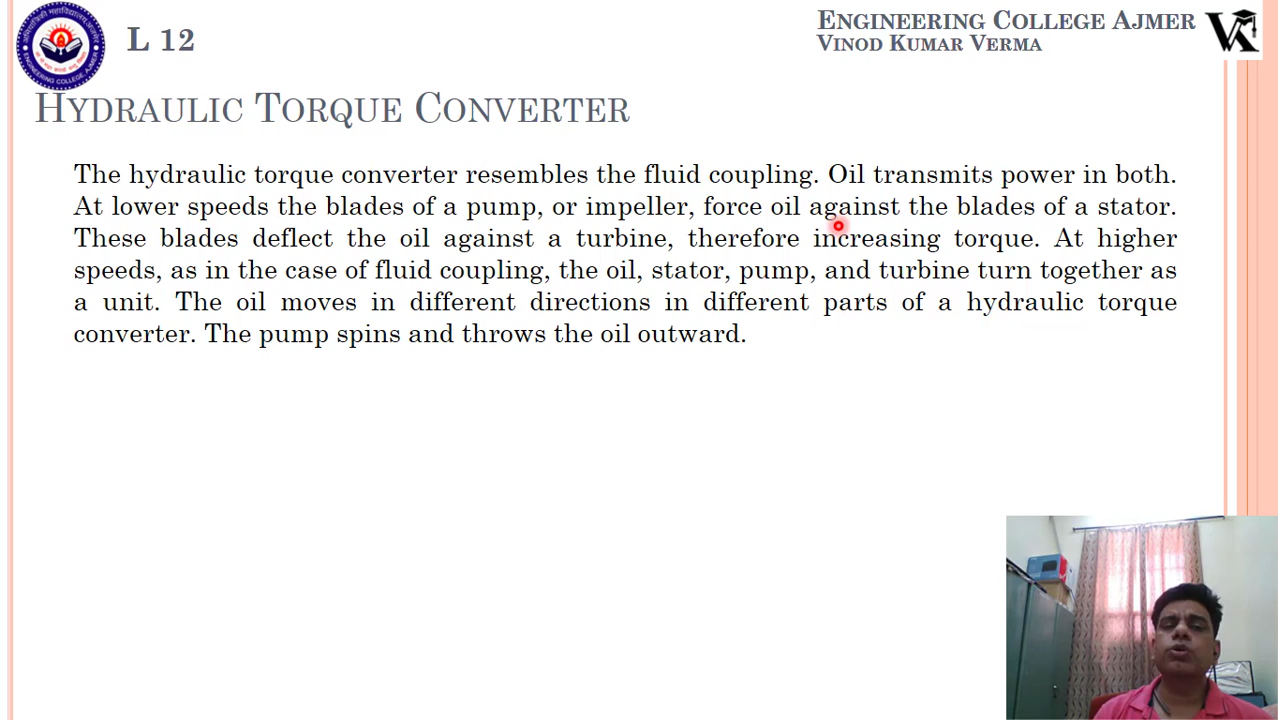 L 12
ENGINEERING COLLEGE AJMER
VINOD KUMAR VERMA
HYDRAULIC TORQUE CONVERTER
The hydraulic torque converter resembles the fluid coupling. Oil transmits power in both.
At lower speeds the blades of a pump, or impeller, force oil against the blades of a stator.
These blades deflect the oil against a turbine, therefore increasing torque. At higher
speeds, as in the case of fluid coupling, the oil, stator, pump, and turbine turn together as
a unit. The oil moves in different directions in different parts of a hydraulic torque
converter. The pump spins and throws the oil outward.